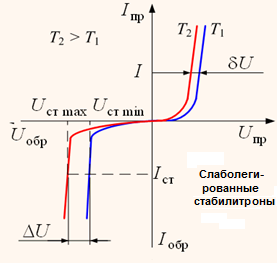 I пр
T₂ > T₁
T₂ T₁
I
δU
U ст max U ст min
U обр
U пр
I ст
Слаболеги-
рованные
стабилитроны
ΔU
I обр